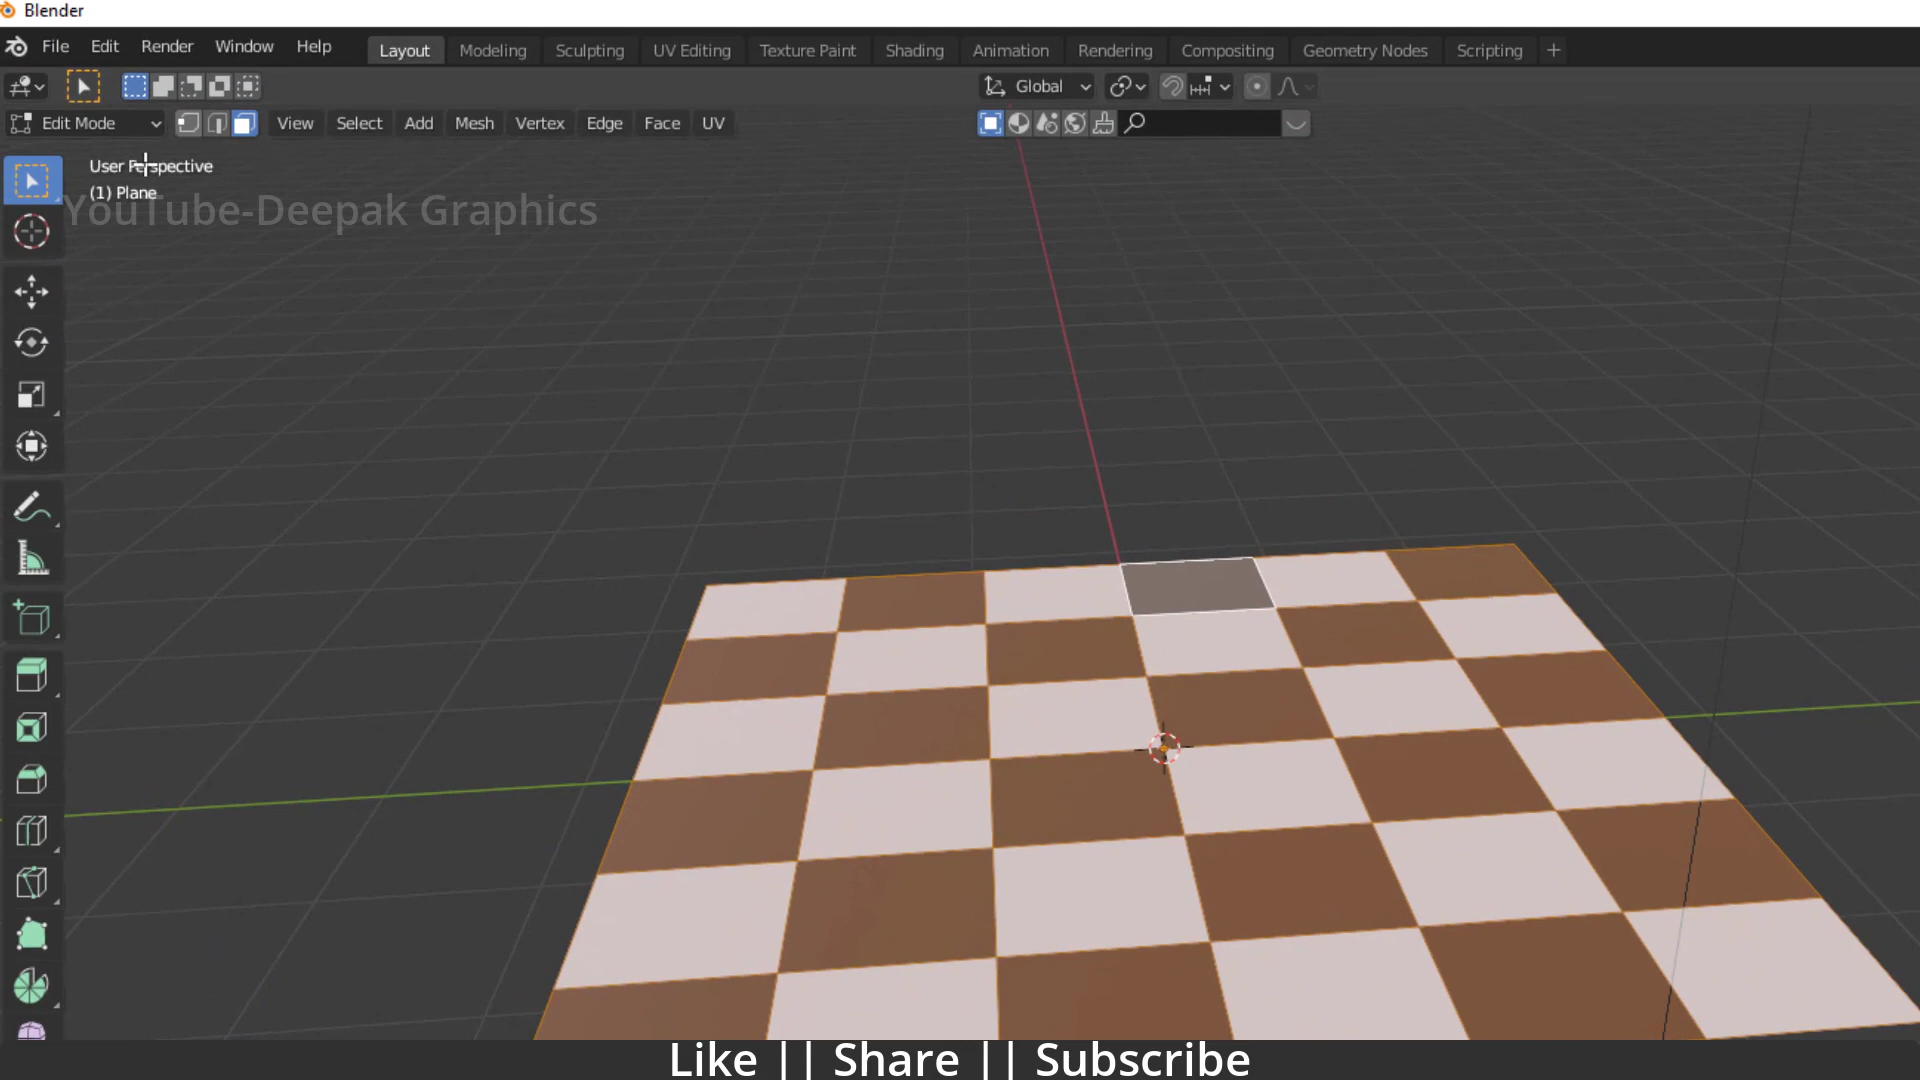 Blender
File Edit Render Window Help Layout Modeling Sculpting UV Editing Texture Paint Shading Animation Rendering Compositing Geometry Nodes Scripting
Global
Edit Mode View Select Add Mesh Vertex Edge Face UV
User Perspective
(1) Plane
YouTube-Deepak Graphics
Like || Share || Subscribe